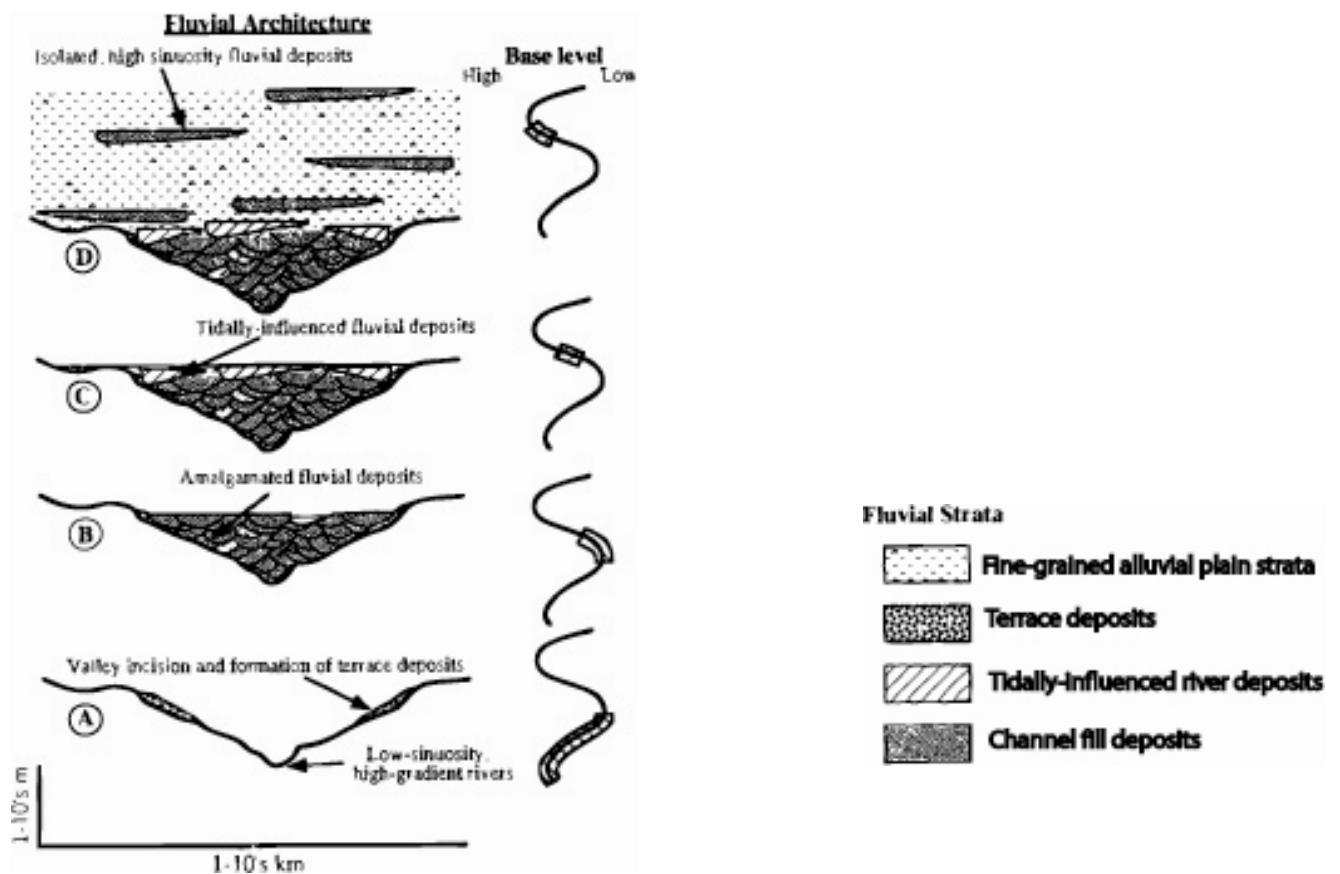 Fluvial Architecture
Isolated, high sinuosity fluvial deposits
Base level
High Low
D
Tidally-influenced fluvial deposits
C
Amalgamated fluvial deposits
B
Valley incision and formation of terrace deposits
A
Low-sinuosity,
high-gradient rivers
1-10's m
1-10's km
Fluvial Strata
Fine-grained alluvial plain strata
Terrace deposits
Tidally-influenced river deposits
Channel fill deposits